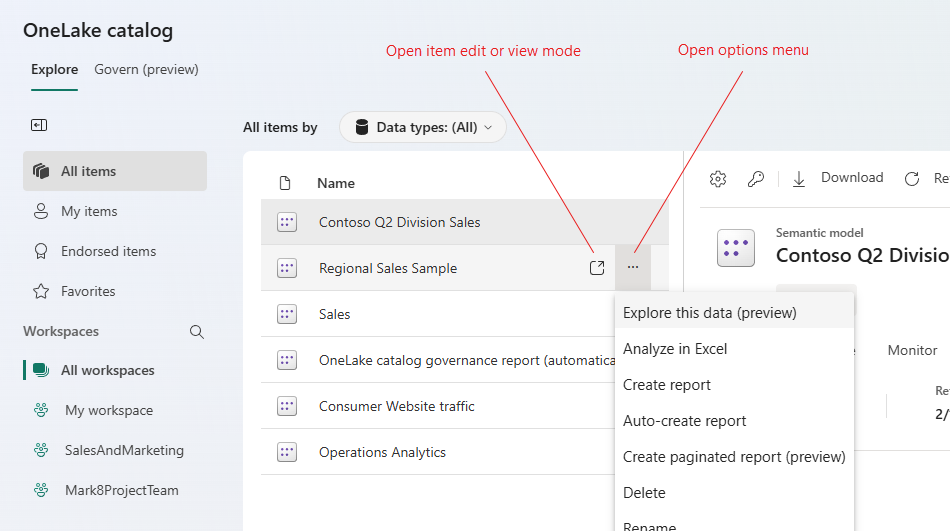 OneLake catalog
Open item edit or view mode
Open options menu
Explore
Govern (preview)
All items by
Data types: (All)
All items
My items
Endorsed items
Favorites
Workspaces
All workspaces
My workspace
SalesAndMarketing
Mark8ProjectTeam
Name
Contoso Q2 Division Sales
Regional Sales Sample
Sales
OneLake catalog governance report (automatica
Consumer Website traffic
Operations Analytics
Explore this data (preview)
Analyze in Excel
Create report
Auto-create report
Create paginated report (preview)
Delete
Rename
Download
Re
Semantic model
Contoso Q2 Divisio
Monitor
Re
2/